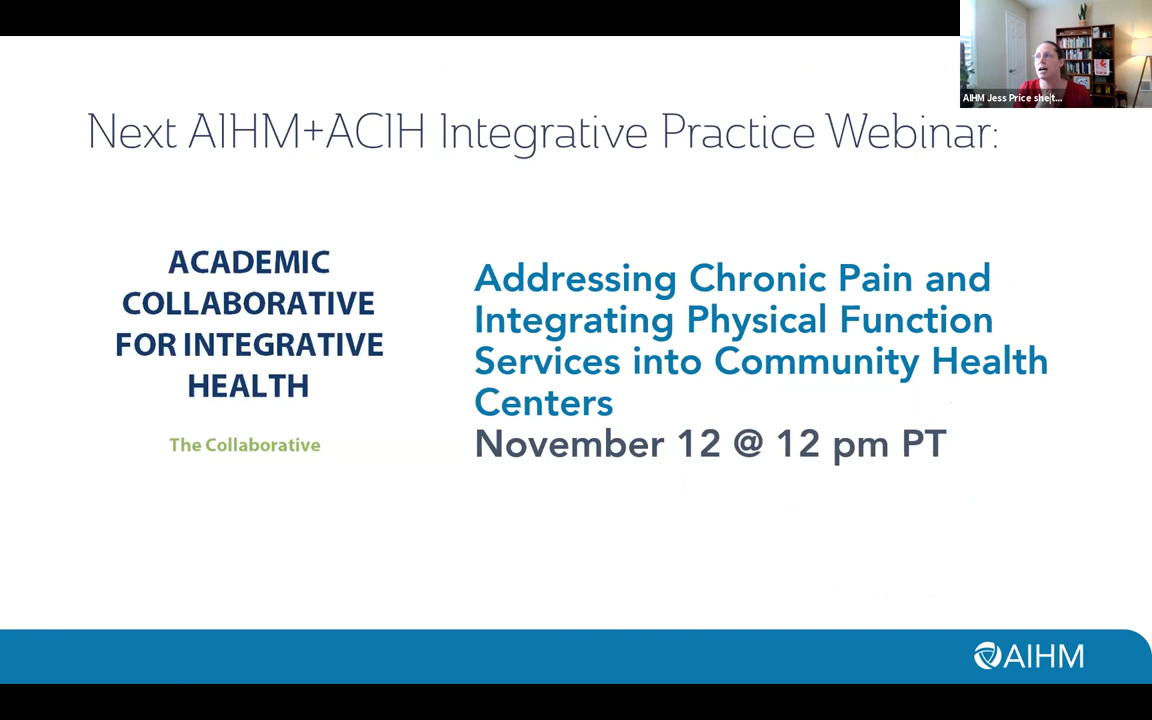 AIHM Jess Price she|t...
Next AIHM+ACIH Integrative Practice Webinar:
ACADEMIC
COLLABORATIVE
FOR INTEGRATIVE
HEALTH
The Collaborative
Addressing Chronic Pain and
Integrating Physical Function
Services into Community Health
Centers
November 12 @ 12 pm PT
AIHM